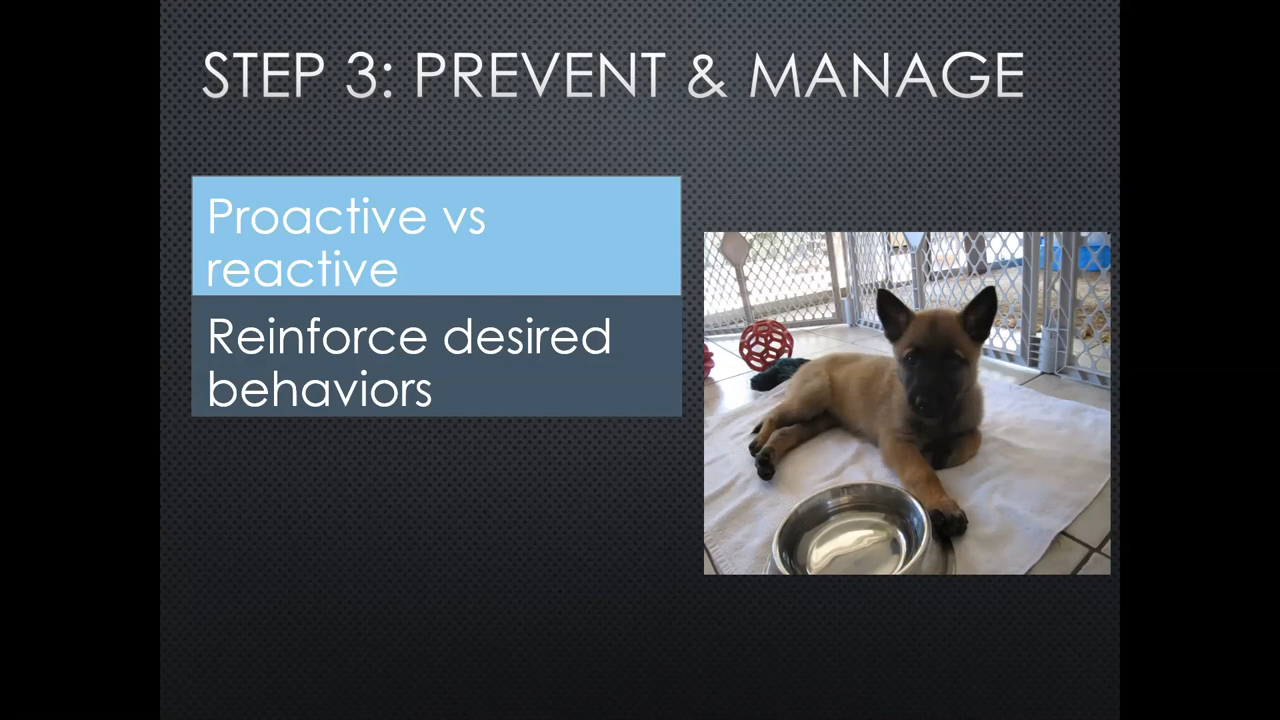 STEP 3: PREVENT & MANAGE
Proactive vs
reactive
Reinforce desired
behaviors